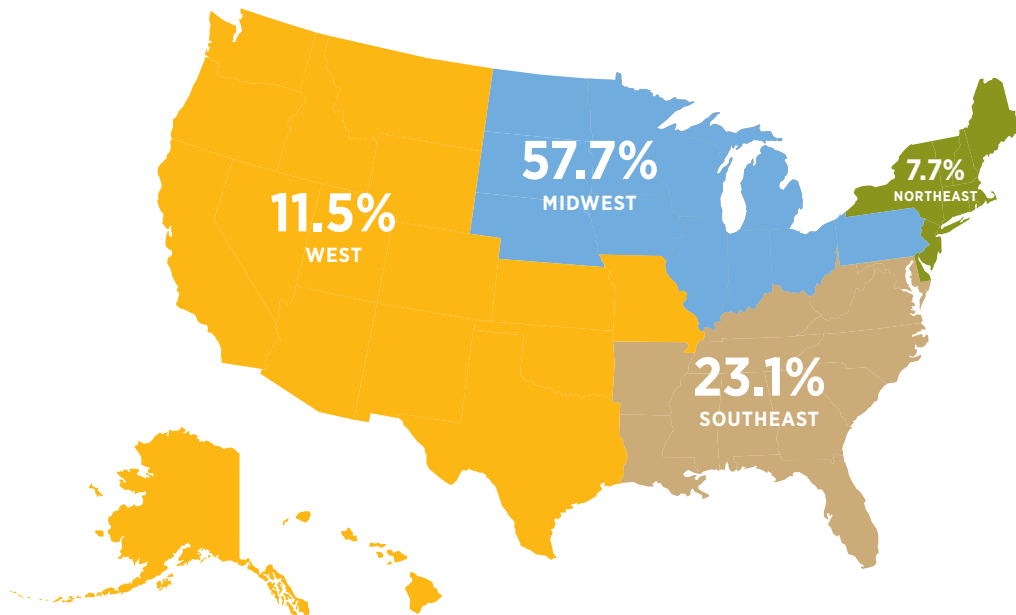 57.7%
MIDWEST
7.7%
NORTHEAST
11.5%
WEST
23.1%
SOUTHEAST